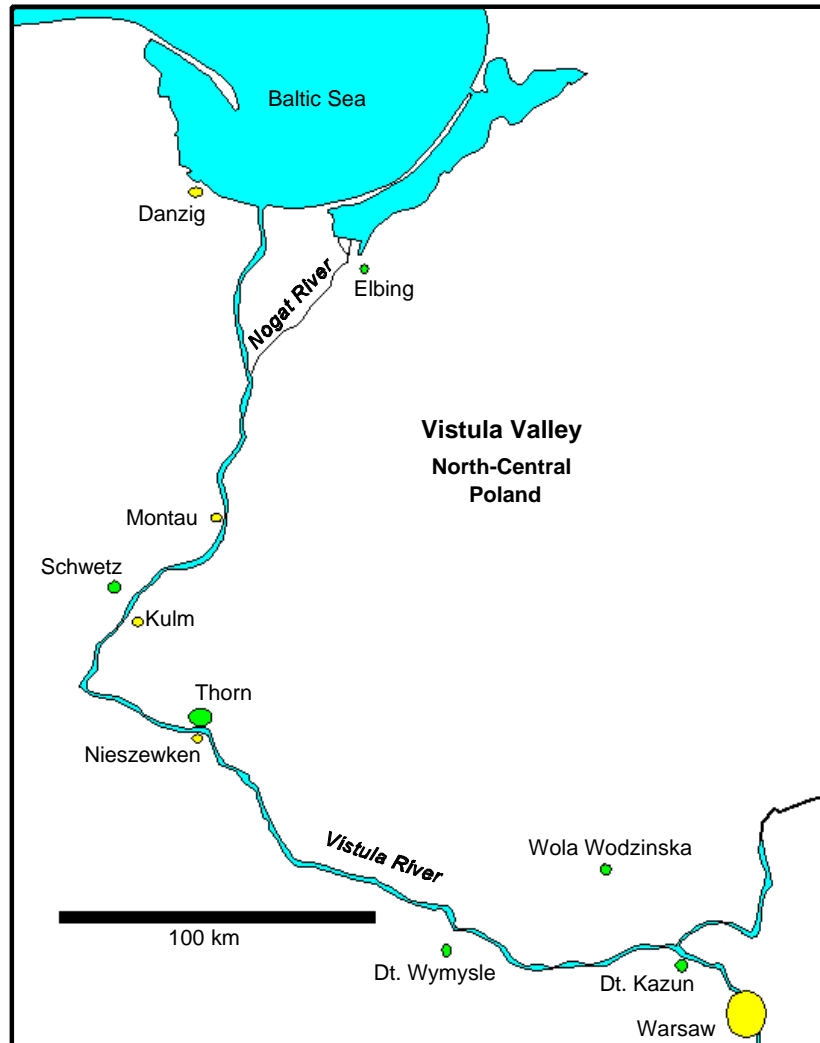 Baltic Sea
Danzig
Nogat River
Elbing
Vistula Valley
North-Central
Poland
Montau
Schwetz
Kulm
Thorn
Nieszewken
Vistula River
Wola Wodzinska
100 km
Dt. Wymysle
Dt. Kazun
Warsaw